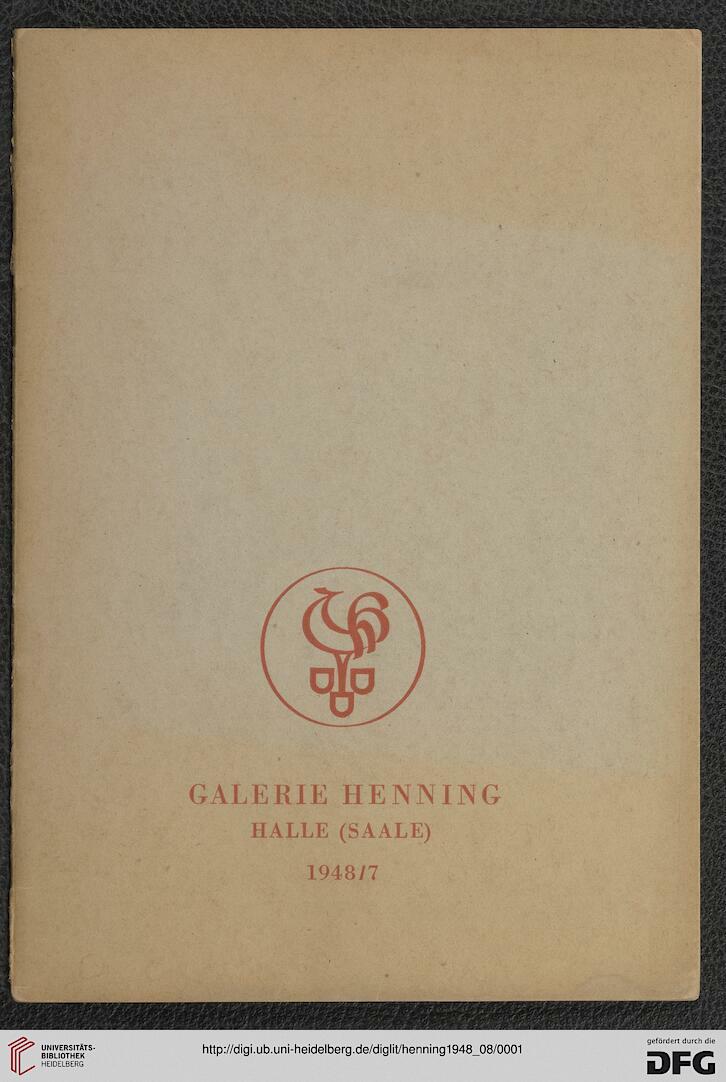 GALERIE HENNING
HALLE (SAALE)
1948/7
UNIVERSITÄTS-
BIBLIOTHEK
HEIDELBERG
http://digi.ub.uni-heidelberg.de/diglit/henning1948_08/0001
gefördert durch die
DFG